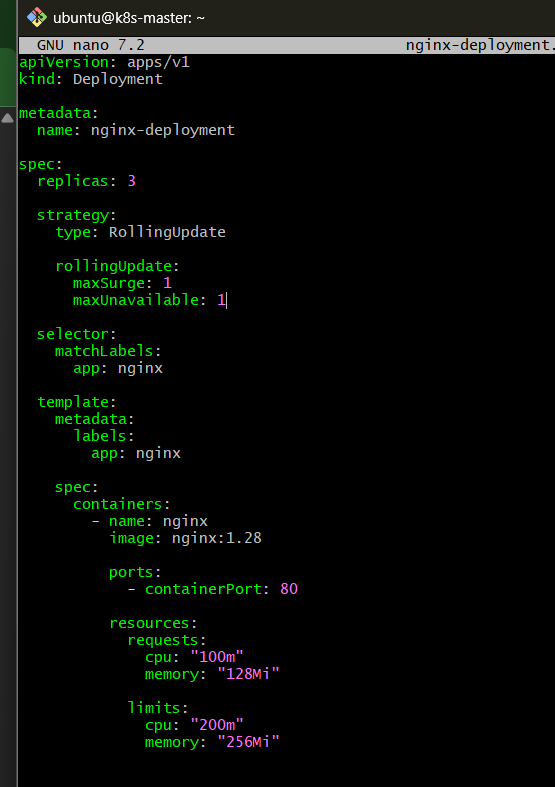 ubuntu@k8s-master: ~
GNU nano 7.2 nginx-deployment.
apiVersion: apps/v1
kind: Deployment
metadata:
  name: nginx-deployment
spec:
  replicas: 3
  strategy:
    type: RollingUpdate
    rollingUpdate:
      maxSurge: 1
      maxUnavailable: 1
  selector:
    matchLabels:
      app: nginx
  template:
    metadata:
      labels:
        app: nginx
    spec:
      containers:
        - name: nginx
          image: nginx:1.28
          ports:
            - containerPort: 80
          resources:
            requests:
              cpu: "100m"
              memory: "128Mi"
            limits:
              cpu: "200m"
              memory: "256Mi"